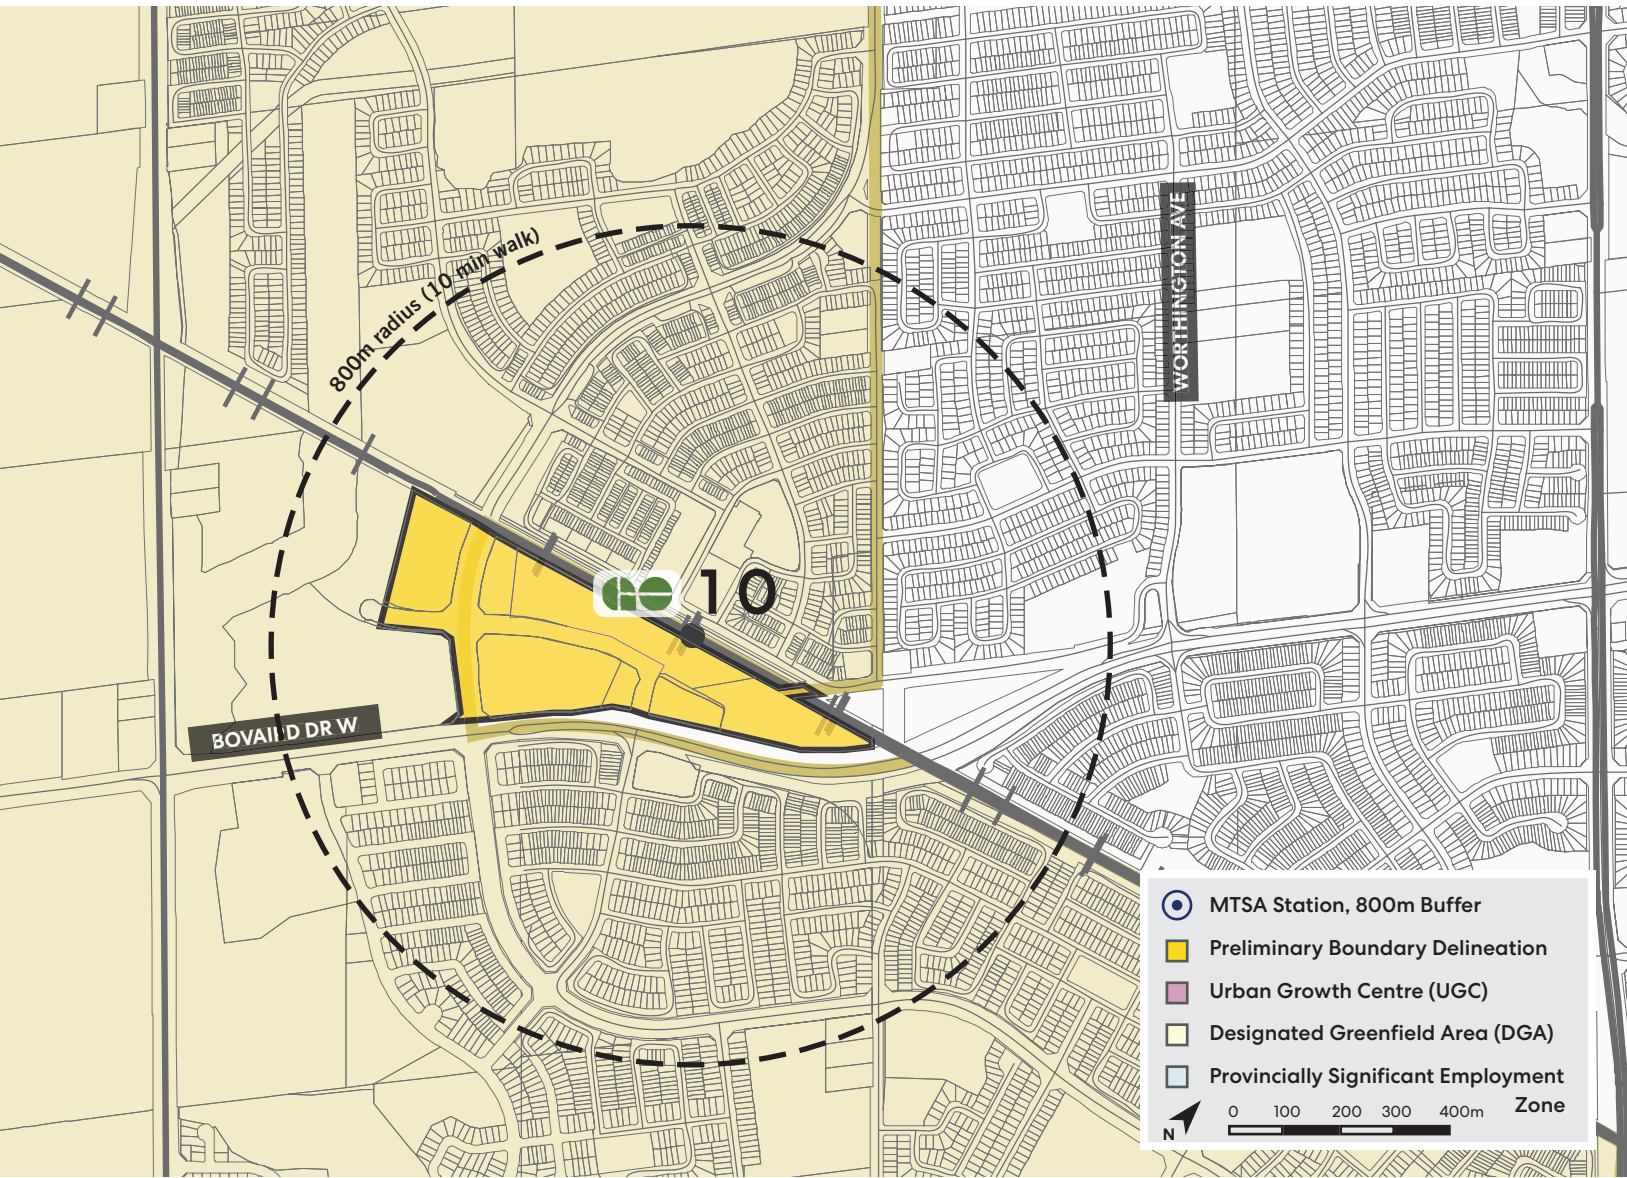 WORTHINGTON AVE
800m radius (10 min walk)
GO 10
BOVAIRD DR W
MTSA Station, 800m Buffer
Preliminary Boundary Delineation
Urban Growth Centre (UGC)
Designated Greenfield Area (DGA)
Provincially Significant Employment
Zone
0 100 200 300 400m
N